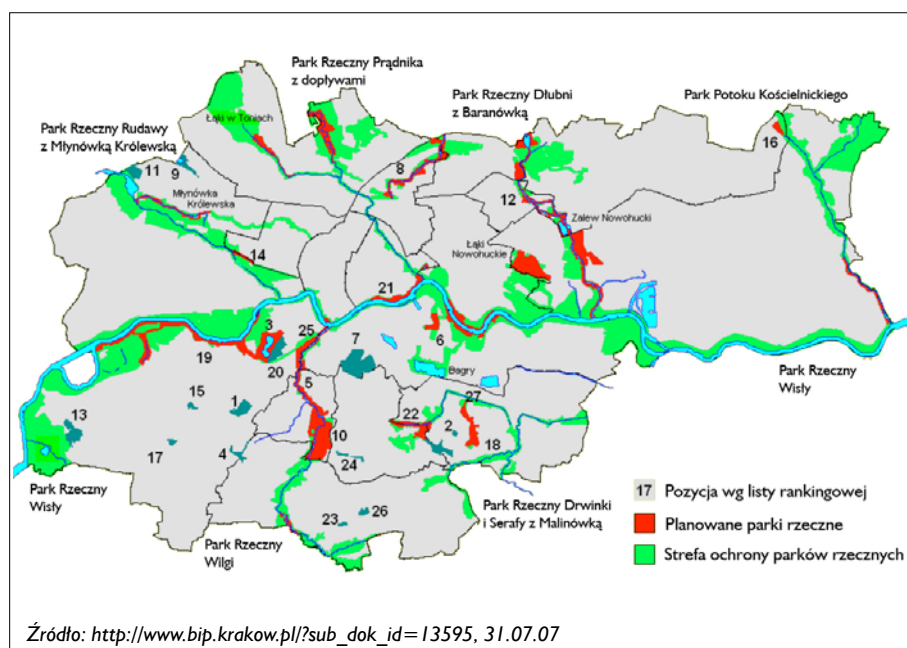 Park Rzeczny Prądnika
z dopływami
Park Rzeczny Dłubni
z Baranówką
Park Potoku Kościelnickiego
Łąki w Toniach
Park Rzeczny Rudawy
z Młynówką Królewską
16
11
9
8
Młynówka
Królewska
12
Zalew Nowohucki
14
Łąki
Nowohuckie
21
3
25
7
6
19
20
Bagry
Park Rzeczny
Wisły
15
1
5
27
13
22
2
10
17
4
24
18
Park Rzeczny
Wisły
Park Rzeczny Drwinki
i Serafy z Malinówką
23
26
Park Rzeczny
Wilgi
17 Pozycja wg listy rankingowej
Planowane parki rzeczne
Strefa ochrony parków rzecznych
Źródło: http://www.bip.krakow.pl/?sub_dok_id=13595, 31.07.07